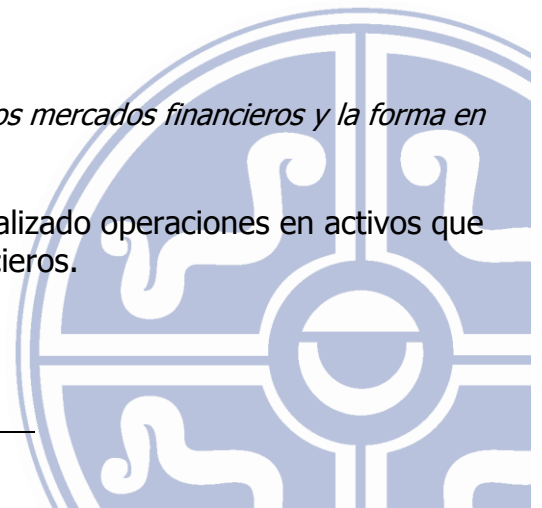 os mercados financieros y la forma en
alizado operaciones en activos que
cieros.